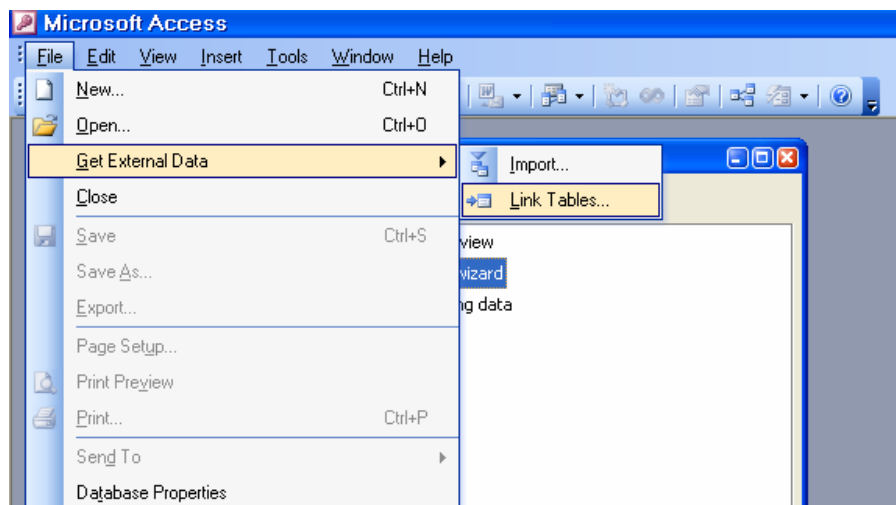 Microsoft Access
File Edit View Insert Tools Window Help
New... Ctrl+N
Open... Ctrl+O
Get External Data
Import...
Close
Link Tables...
Save Ctrl+S
view
Save As...
wizard
Export...
ng data
Page Setup...
Print Preview
Print... Ctrl+P
Send To
Database Properties